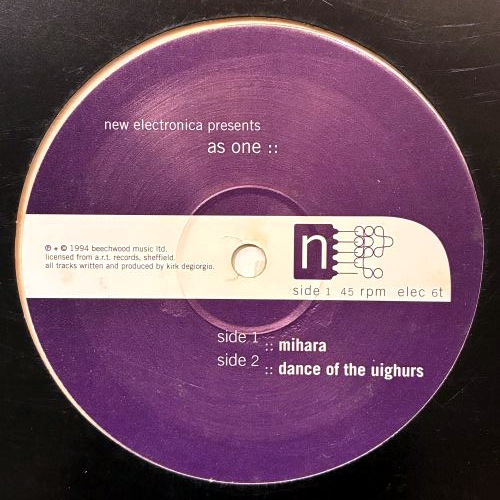 new electronica presents
as one ::
℗ + © 1994 beechwood music ltd.
licensed from a.r.t. records, sheffield.
all tracks written and produced by kirk degiorgio.
n
side 1 45 rpm elec 6t
side 1 :: mihara
side 2 :: dance of the uighurs